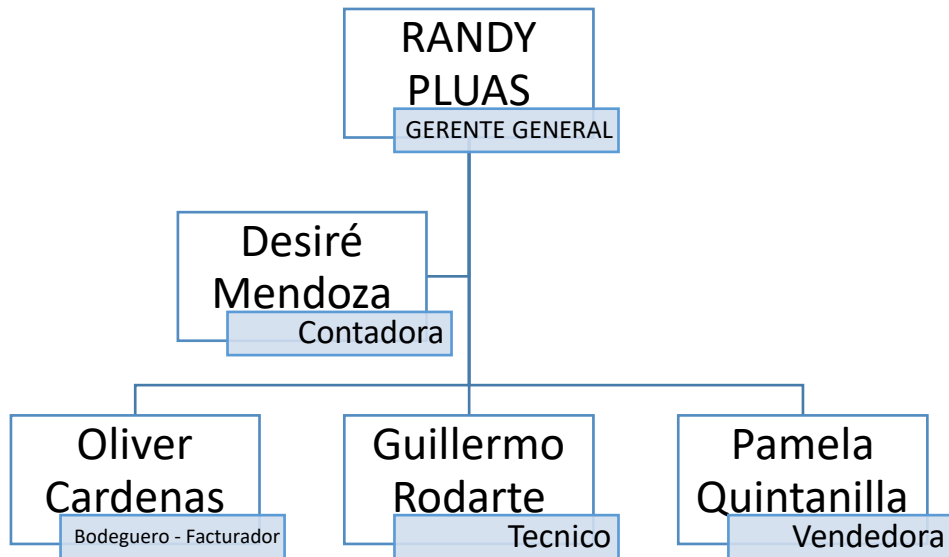 RANDY
PLUAS
GERENTE GENERAL
Desiré
Mendoza
Contadora
Oliver
Cardenas
Bodeguero - Facturador
Guillermo
Rodarte
Tecnico
Pamela
Quintanilla
Vendedora